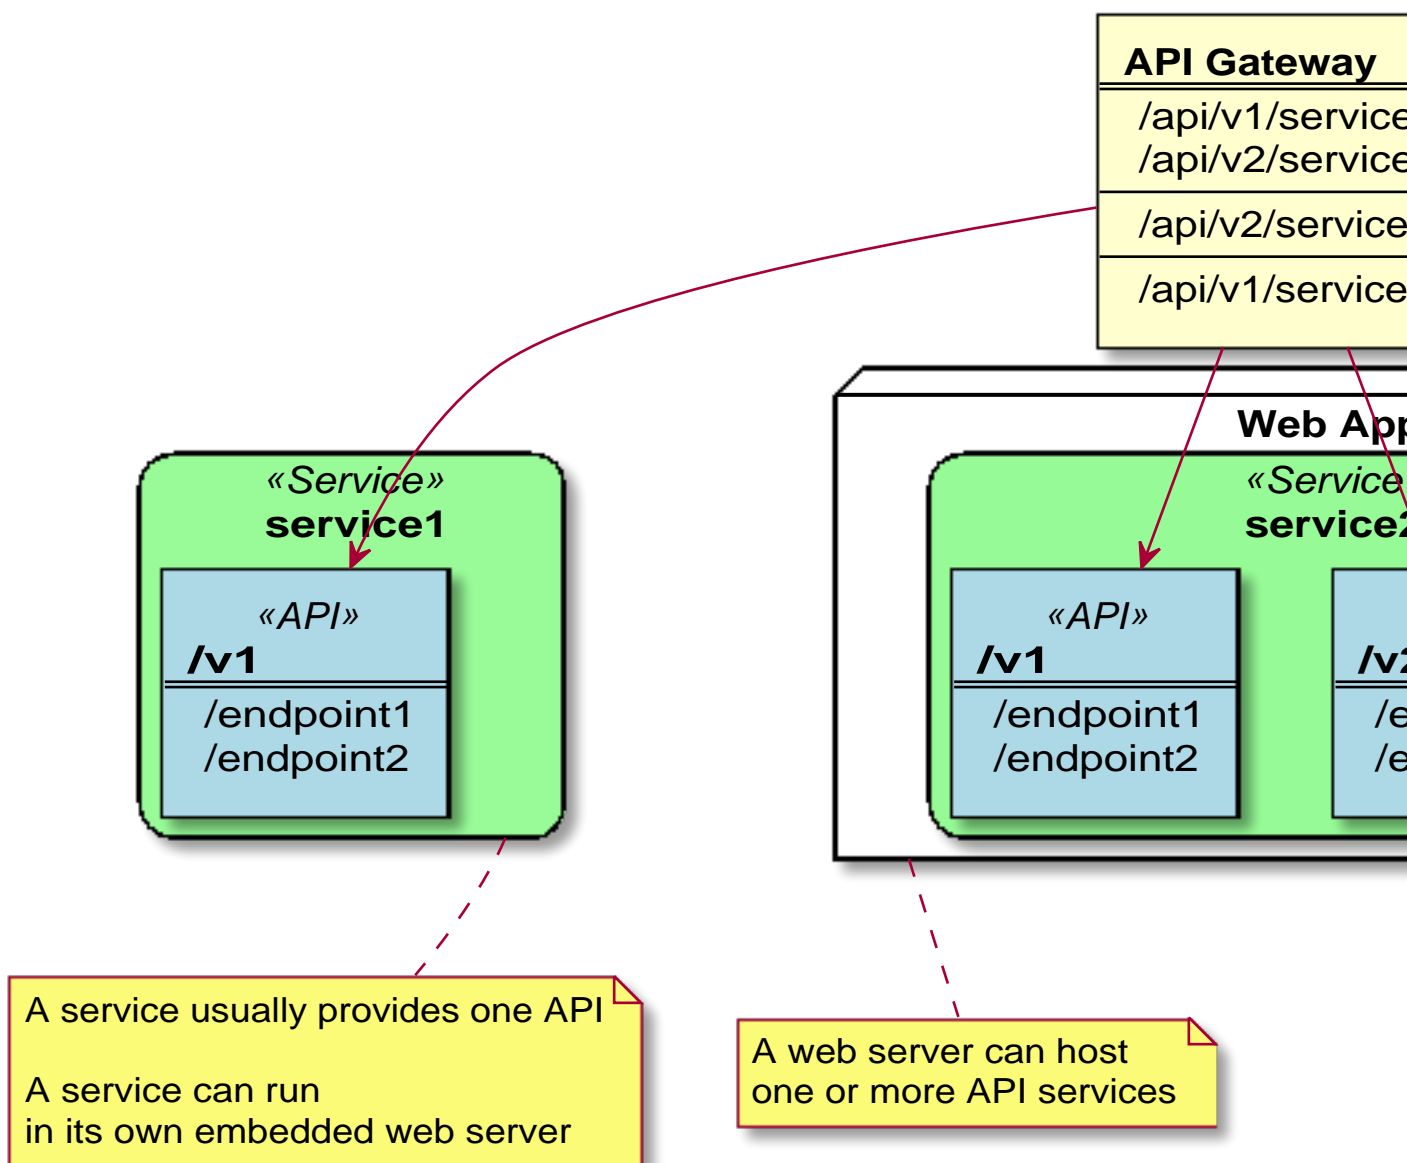 API Gateway
/api/v1/service
/api/v2/service
/api/v2/service
/api/v1/service
«Service»
service1
«API»
/v1
/endpoint1
/endpoint2
Web App
«Service
service2
«API»
/v1
/endpoint1
/endpoint2
/v2
/e
/e
A service usually provides one API
A service can run
in its own embedded web server
A web server can host
one or more API services